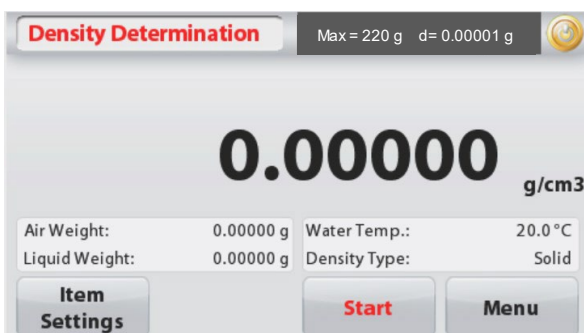 Density Determination
Max = 220 g d= 0.00001 g
0.00000
g/cm3
Air Weight: 0.00000 g
Liquid Weight: 0.00000 g
Water Temp.: 20.0 °C
Density Type: Solid
Item
Settings
Start
Menu